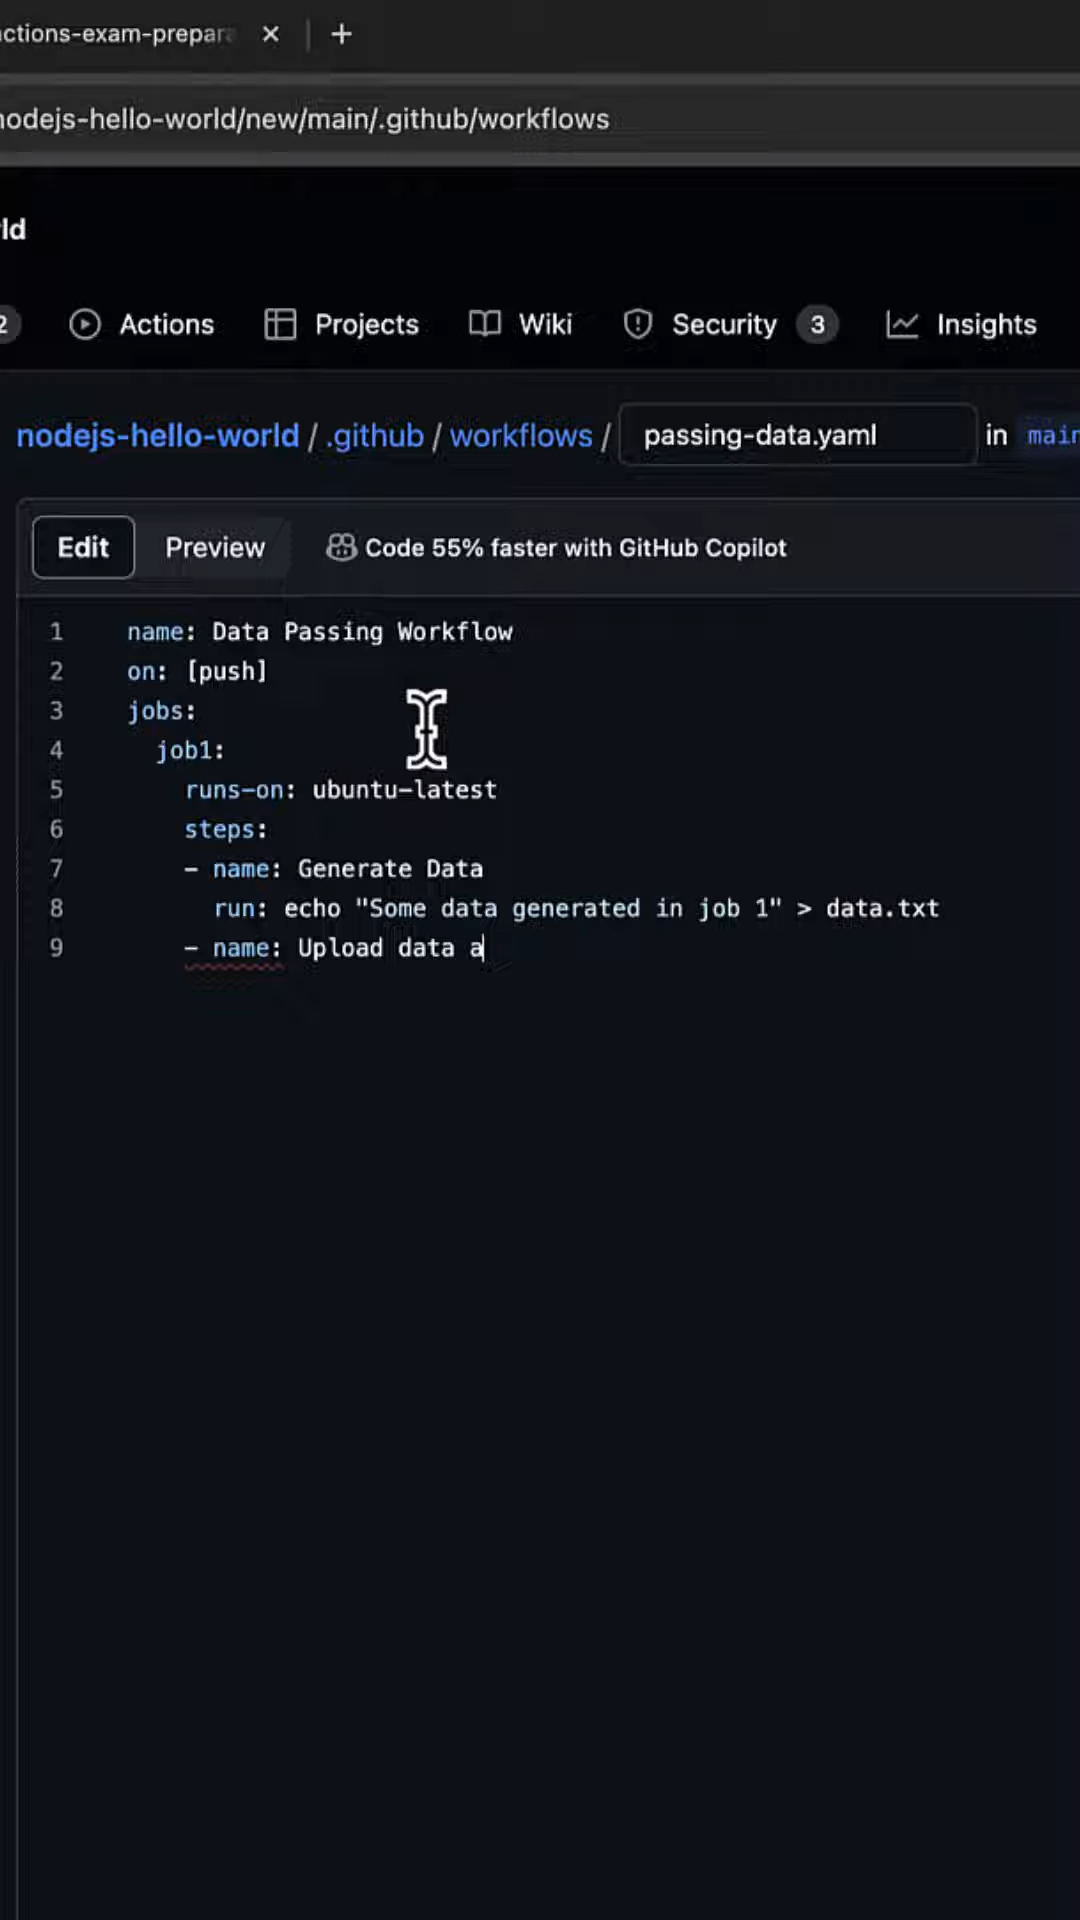 ctions-exam-prepar
nodejs-hello-world/new/main/.github/workflows
ld
2 Actions Projects Wiki Security 3 Insights
nodejs-hello-world / .github / workflows / passing-data.yaml in main
Edit Preview Code 55% faster with GitHub Copilot
1 name: Data Passing Workflow
2 on: [push]
3 jobs:
4 job1:
5 runs-on: ubuntu-latest
6 steps:
7 - name: Generate Data
8 run: echo "Some data generated in job 1" > data.txt
9 - name: Upload data a